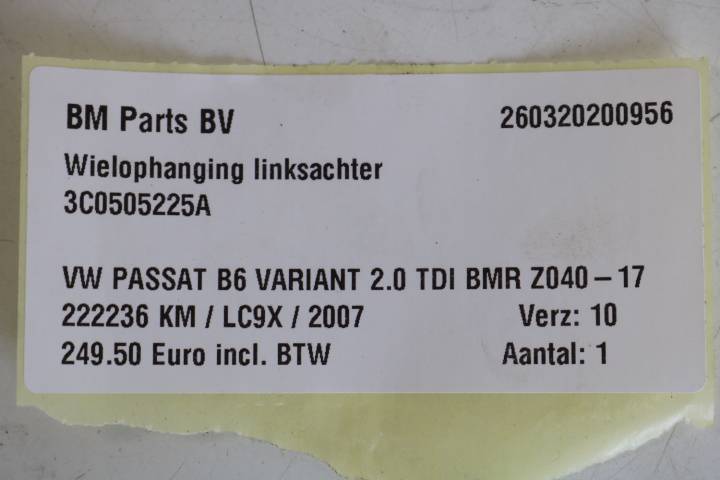 BM Parts BV 260320200956
Wielophanging linksachter
3C0505225A
VW PASSAT B6 VARIANT 2.0 TDI BMR Z040-17
222236 KM / LC9X / 2007 Verz: 10
249.50 Euro incl. BTW Aantal: 1